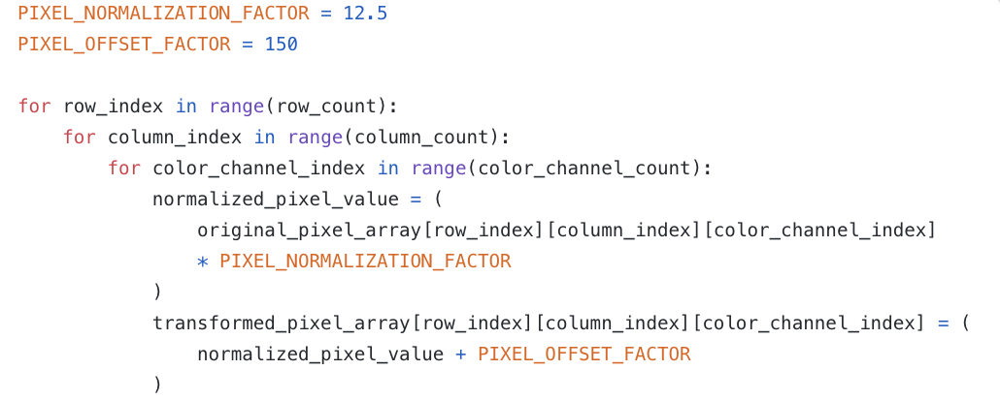 PIXEL_NORMALIZATION_FACTOR = 12.5
PIXEL_OFFSET_FACTOR = 150

for row_index in range(row_count):
    for column_index in range(column_count):
        for color_channel_index in range(color_channel_count):
            normalized_pixel_value = (
                original_pixel_array[row_index][column_index][color_channel_index]
                * PIXEL_NORMALIZATION_FACTOR
            )
            transformed_pixel_array[row_index][column_index][color_channel_index] = (
                normalized_pixel_value + PIXEL_OFFSET_FACTOR
            )